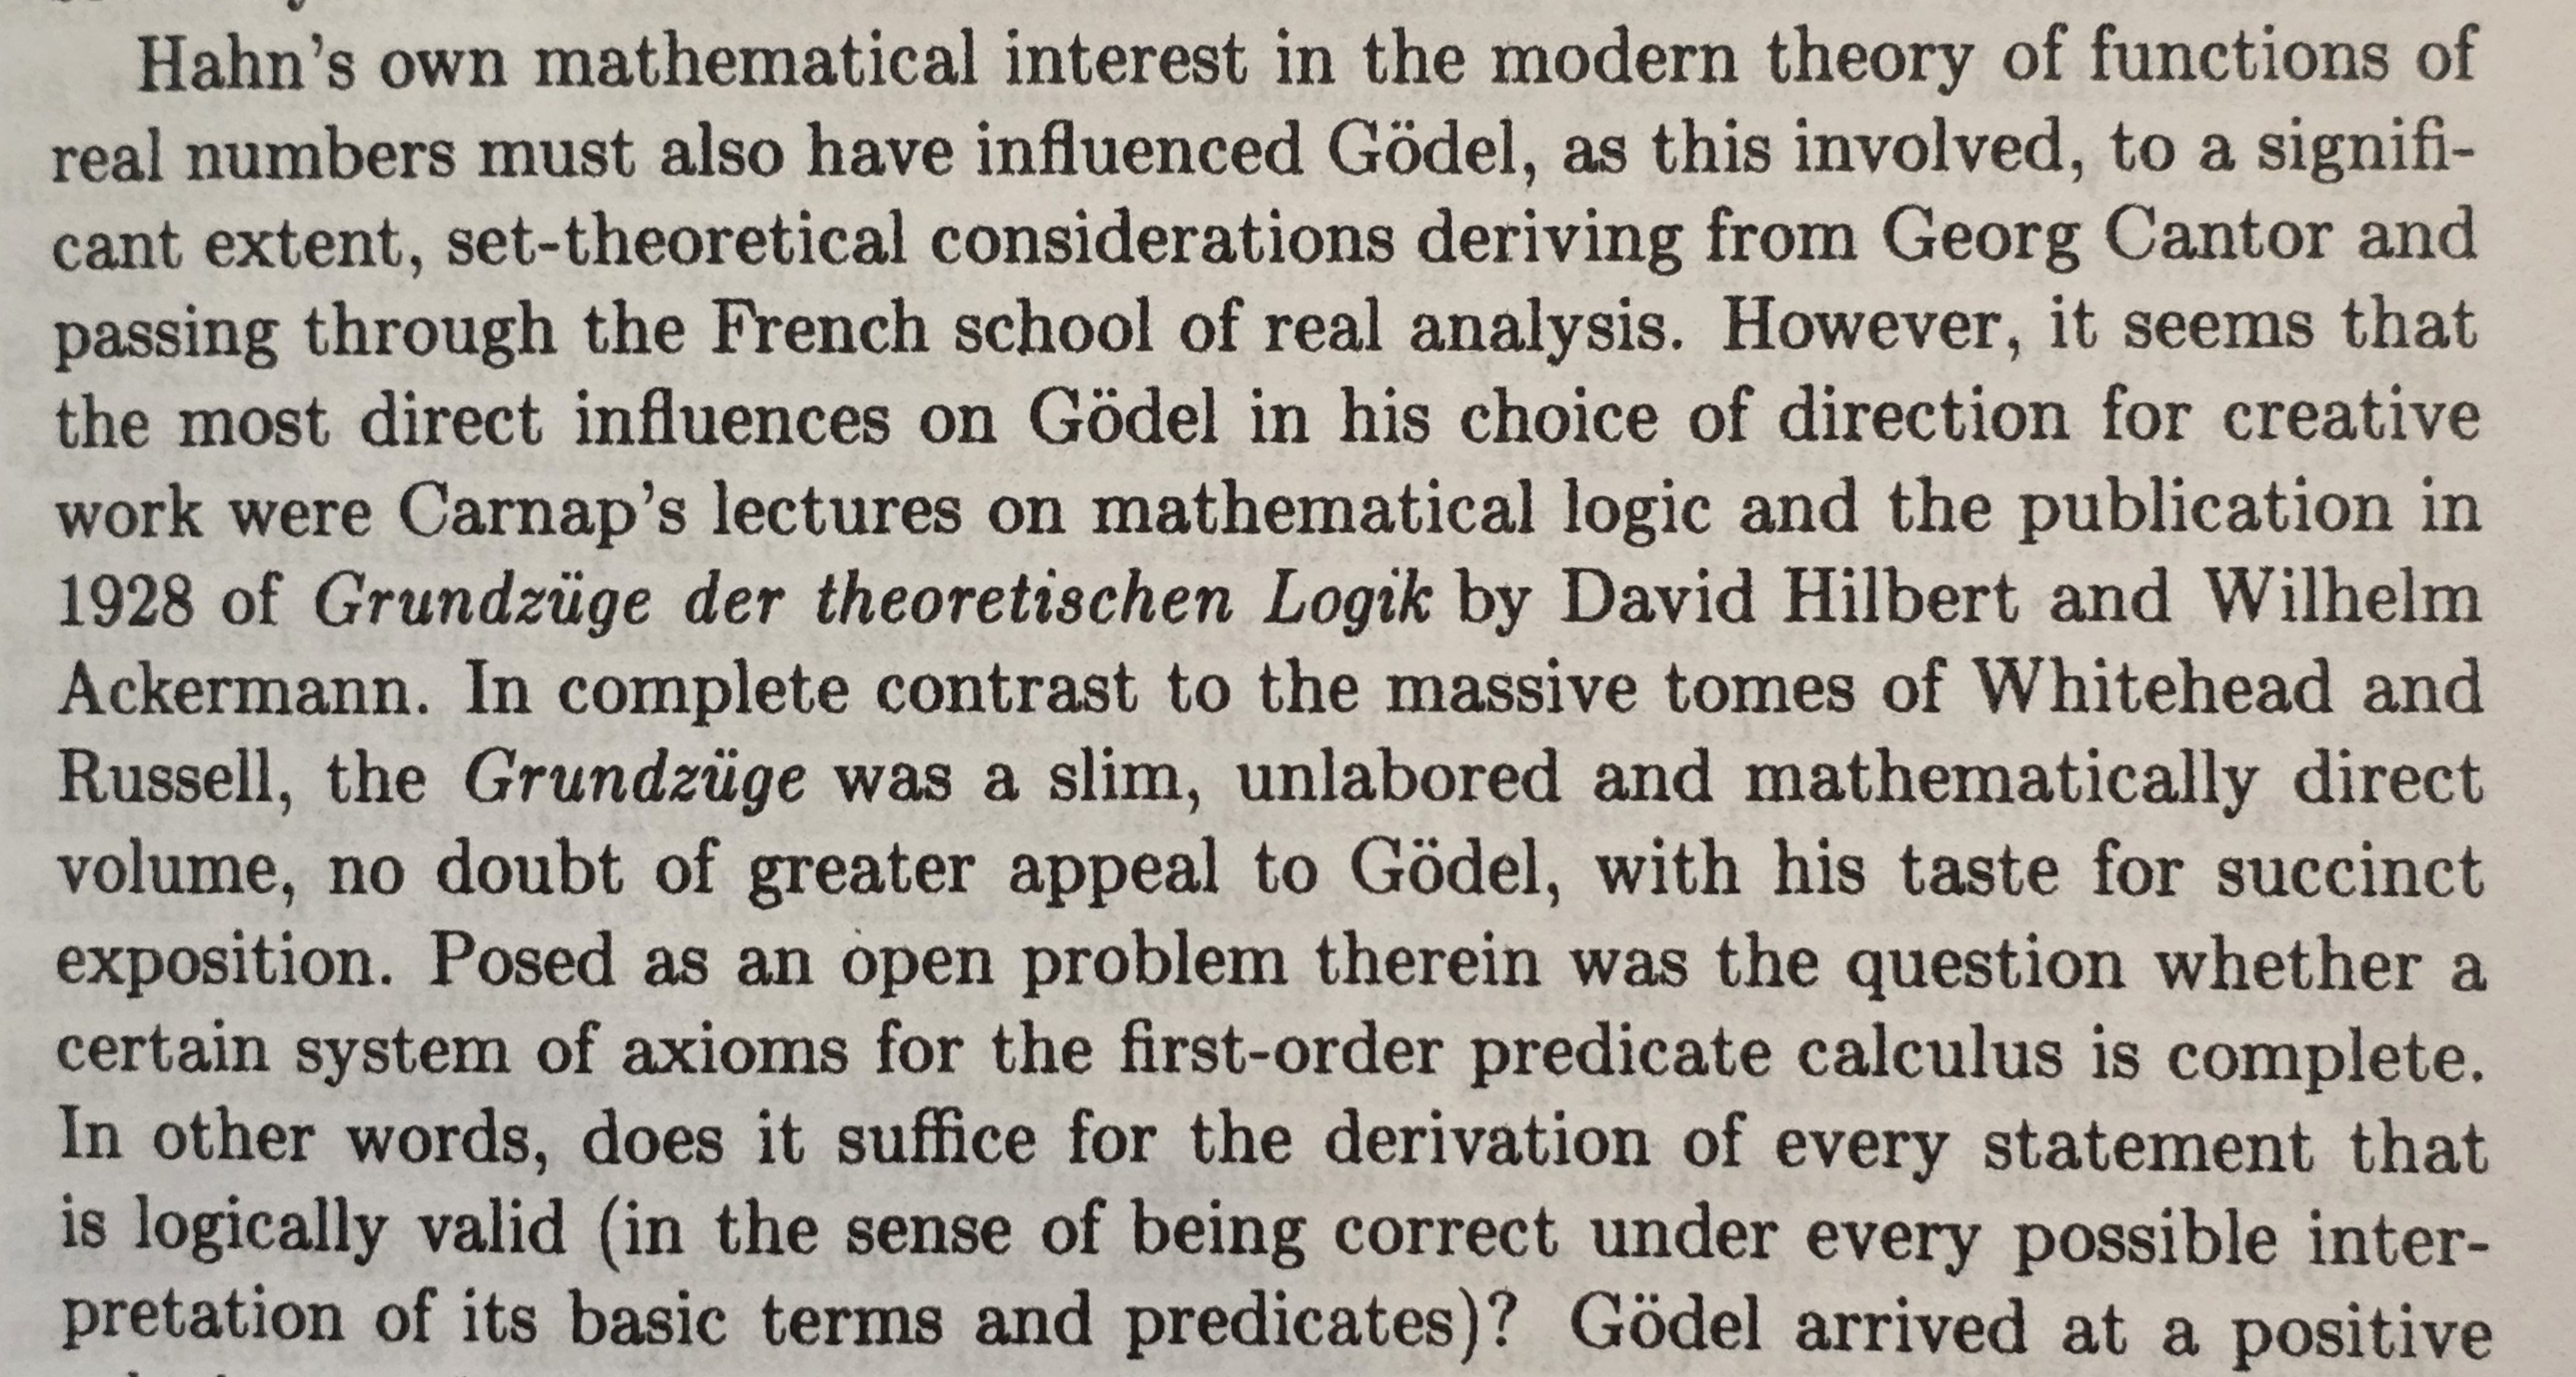 Hahn's own mathematical interest in the modern theory of functions of
real numbers must also have influenced Gödel, as this involved, to a signifi-
cant extent, set-theoretical considerations deriving from Georg Cantor and
passing through the French school of real analysis. However, it seems that
the most direct influences on Gödel in his choice of direction for creative
work were Carnap's lectures on mathematical logic and the publication in
1928 of Grundzüge der theoretischen Logik by David Hilbert and Wilhelm
Ackermann. In complete contrast to the massive tomes of Whitehead and
Russell, the Grundzüge was a slim, unlabored and mathematically direct
volume, no doubt of greater appeal to Gödel, with his taste for succinct
exposition. Posed as an open problem therein was the question whether a
certain system of axioms for the first-order predicate calculus is complete.
In other words, does it suffice for the derivation of every statement that
is logically valid (in the sense of being correct under every possible inter-
pretation of its basic terms and predicates)? Gödel arrived at a positive